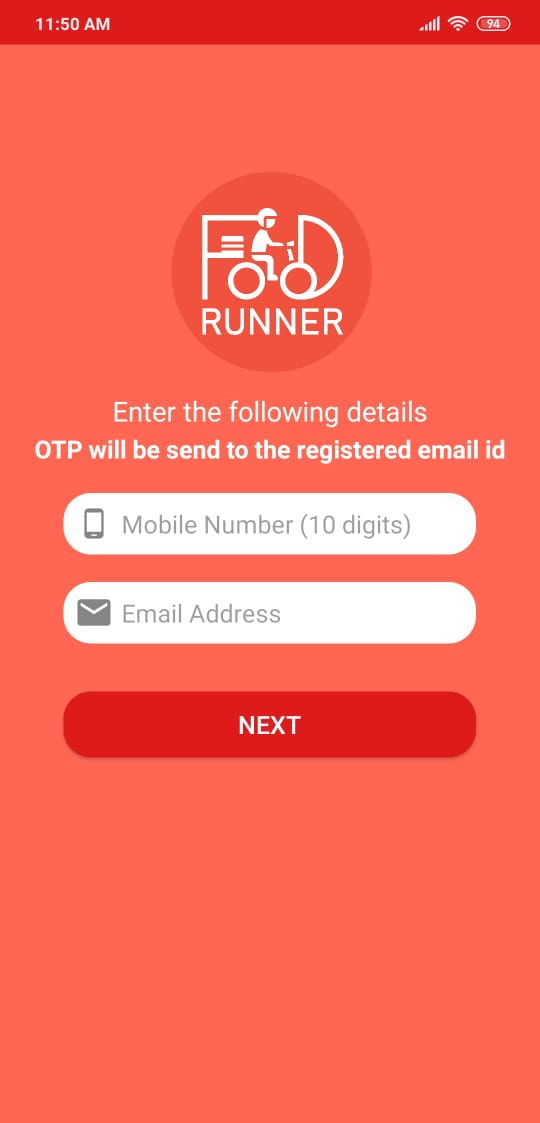 11:50 AM
94
FOOD
RUNNER
Enter the following details
OTP will be send to the registered email id
Mobile Number (10 digits)
Email Address
NEXT